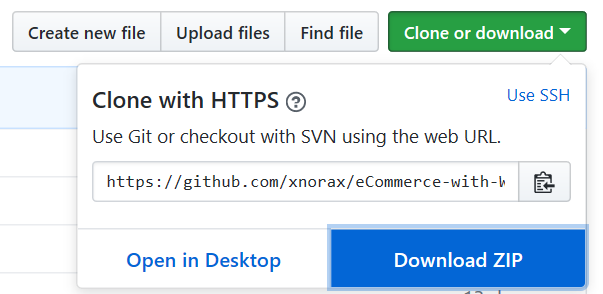 Create new file Upload files Find file Clone or download
Clone with HTTPS Use SSH
Use Git or checkout with SVN using the web URL.
https://github.com/xnorax/eCommerce-with-W
Open in Desktop Download ZIP